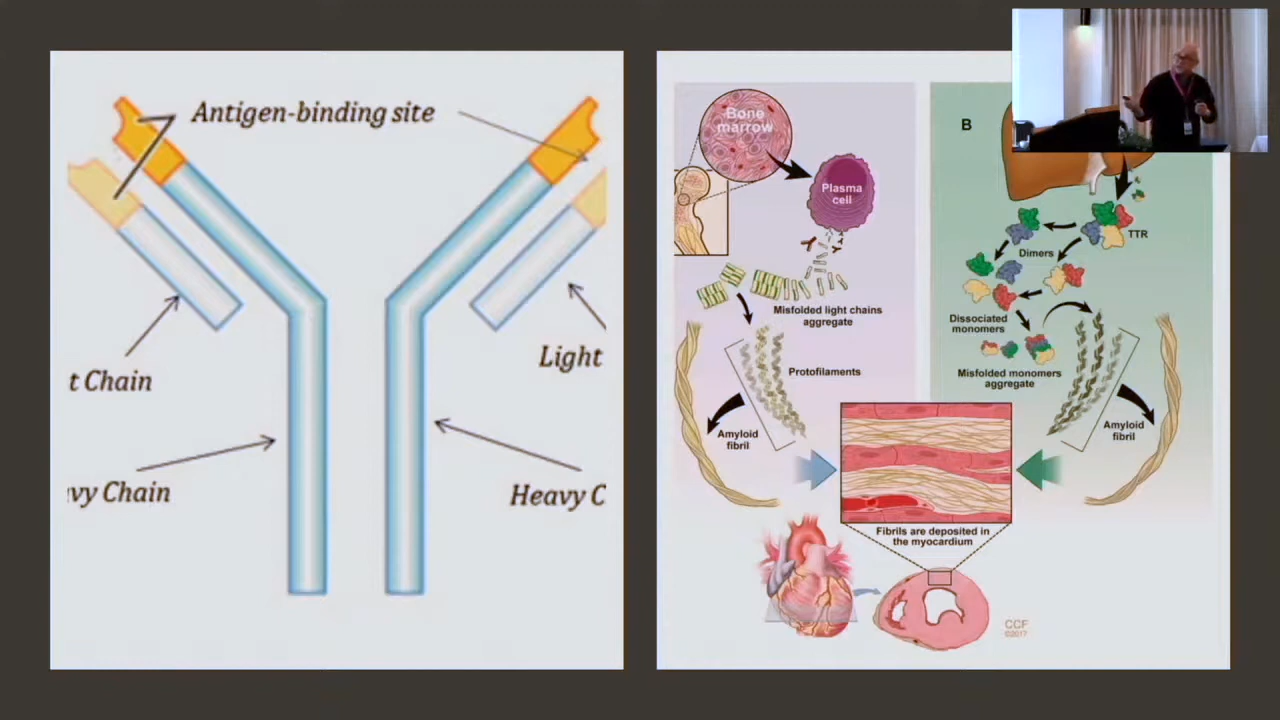 Antigen-binding site
t Chain
Light
vy Chain
Heavy C
Bone
marrow
Plasma
cell
Misfolded light chains
aggregate
Protofilaments
Amyloid
fibril
B
TTR
Dimers
Dissociated
monomers
Misfolded monomers
aggregate
Amyloid
fibril
Fibrils are deposited in
the myocardium
CCF
©2017